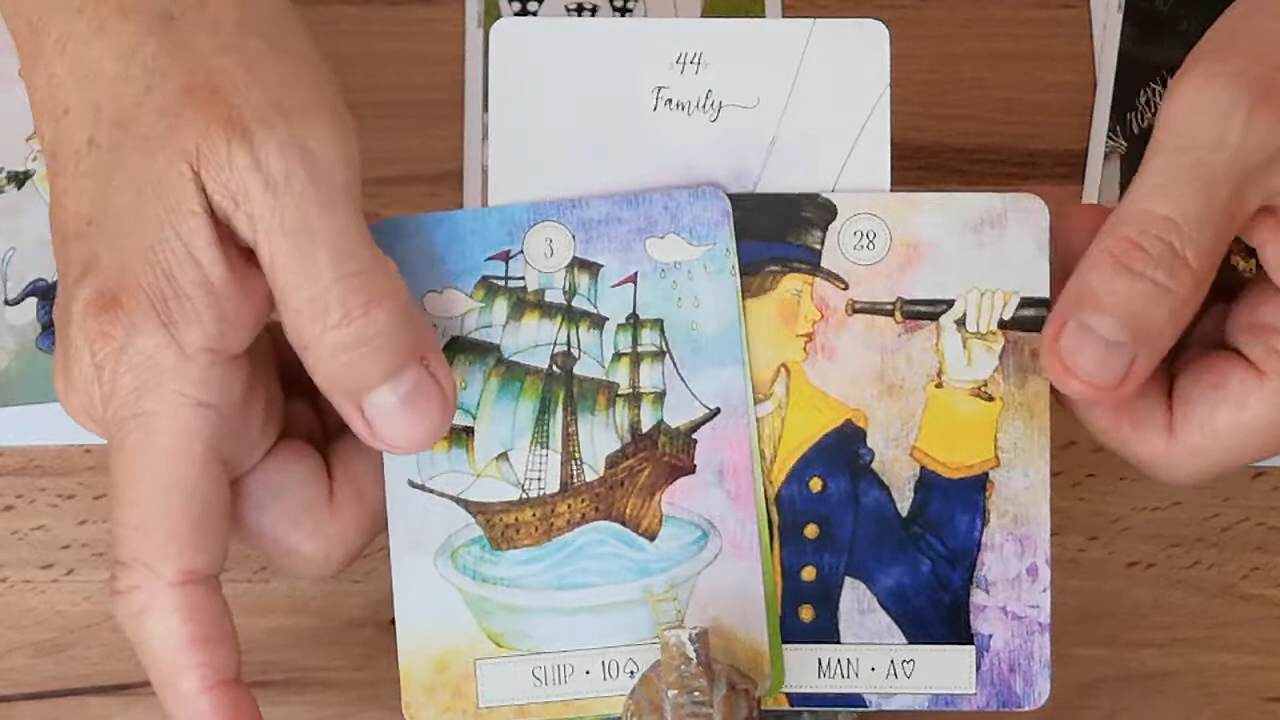 44
Family
3
28
SHIP • 10♤
MAN • A♡